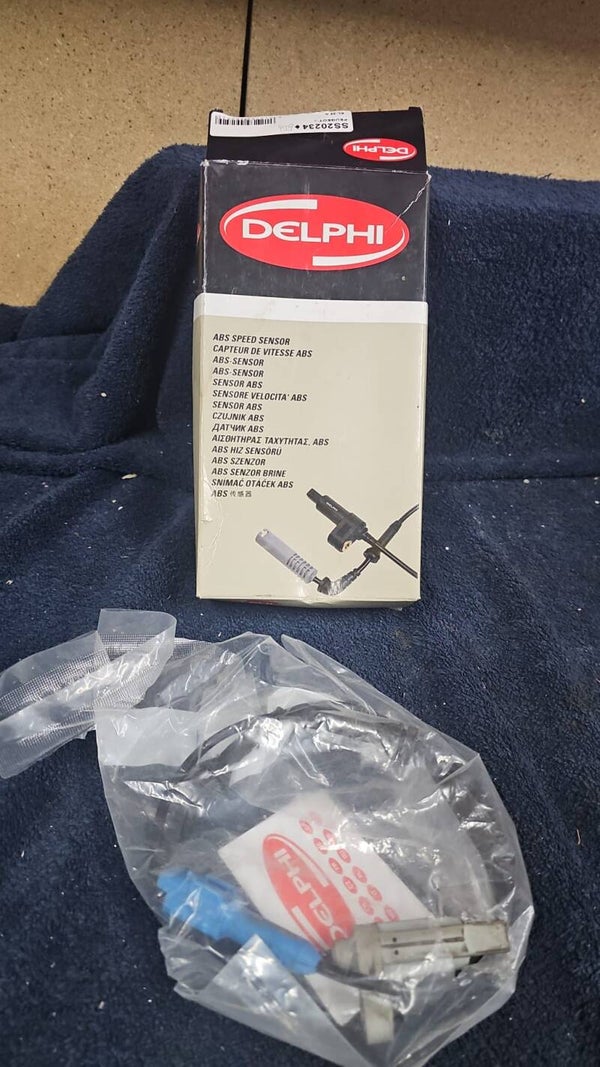 SS20234
PEUGEOT
DELPHI
DELPHI
ABS SPEED SENSOR
CAPTEUR DE VITESSE ABS
ABS-SENSOR
ABS-SENSOR
SENSOR ABS
SENSORE VELOCITA' ABS
SENSOR ABS
CZUJNIK ABS
ДАТЧИК ABS
ΑΙΣΘΗΤΗΡΑΣ ΤΑΧΥΤΗΤΑΣ, ABS
ABS HIZ SENSÖRÜ
ABS SZENZOR
ABS SENZOR BRINE
SNIMAČ OTÁČEK ABS
ABS 传感器
DELPHI